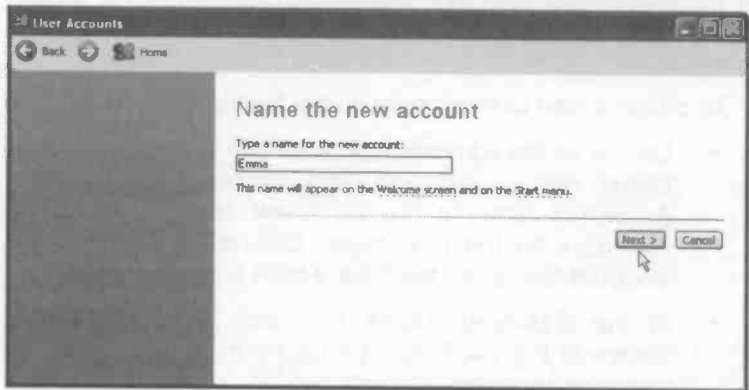 User Accounts
Back Home
Name the new account
Type a name for the new account:
Emma
This name will appear on the Welcome screen and on the Start menu.
Next > Cancel